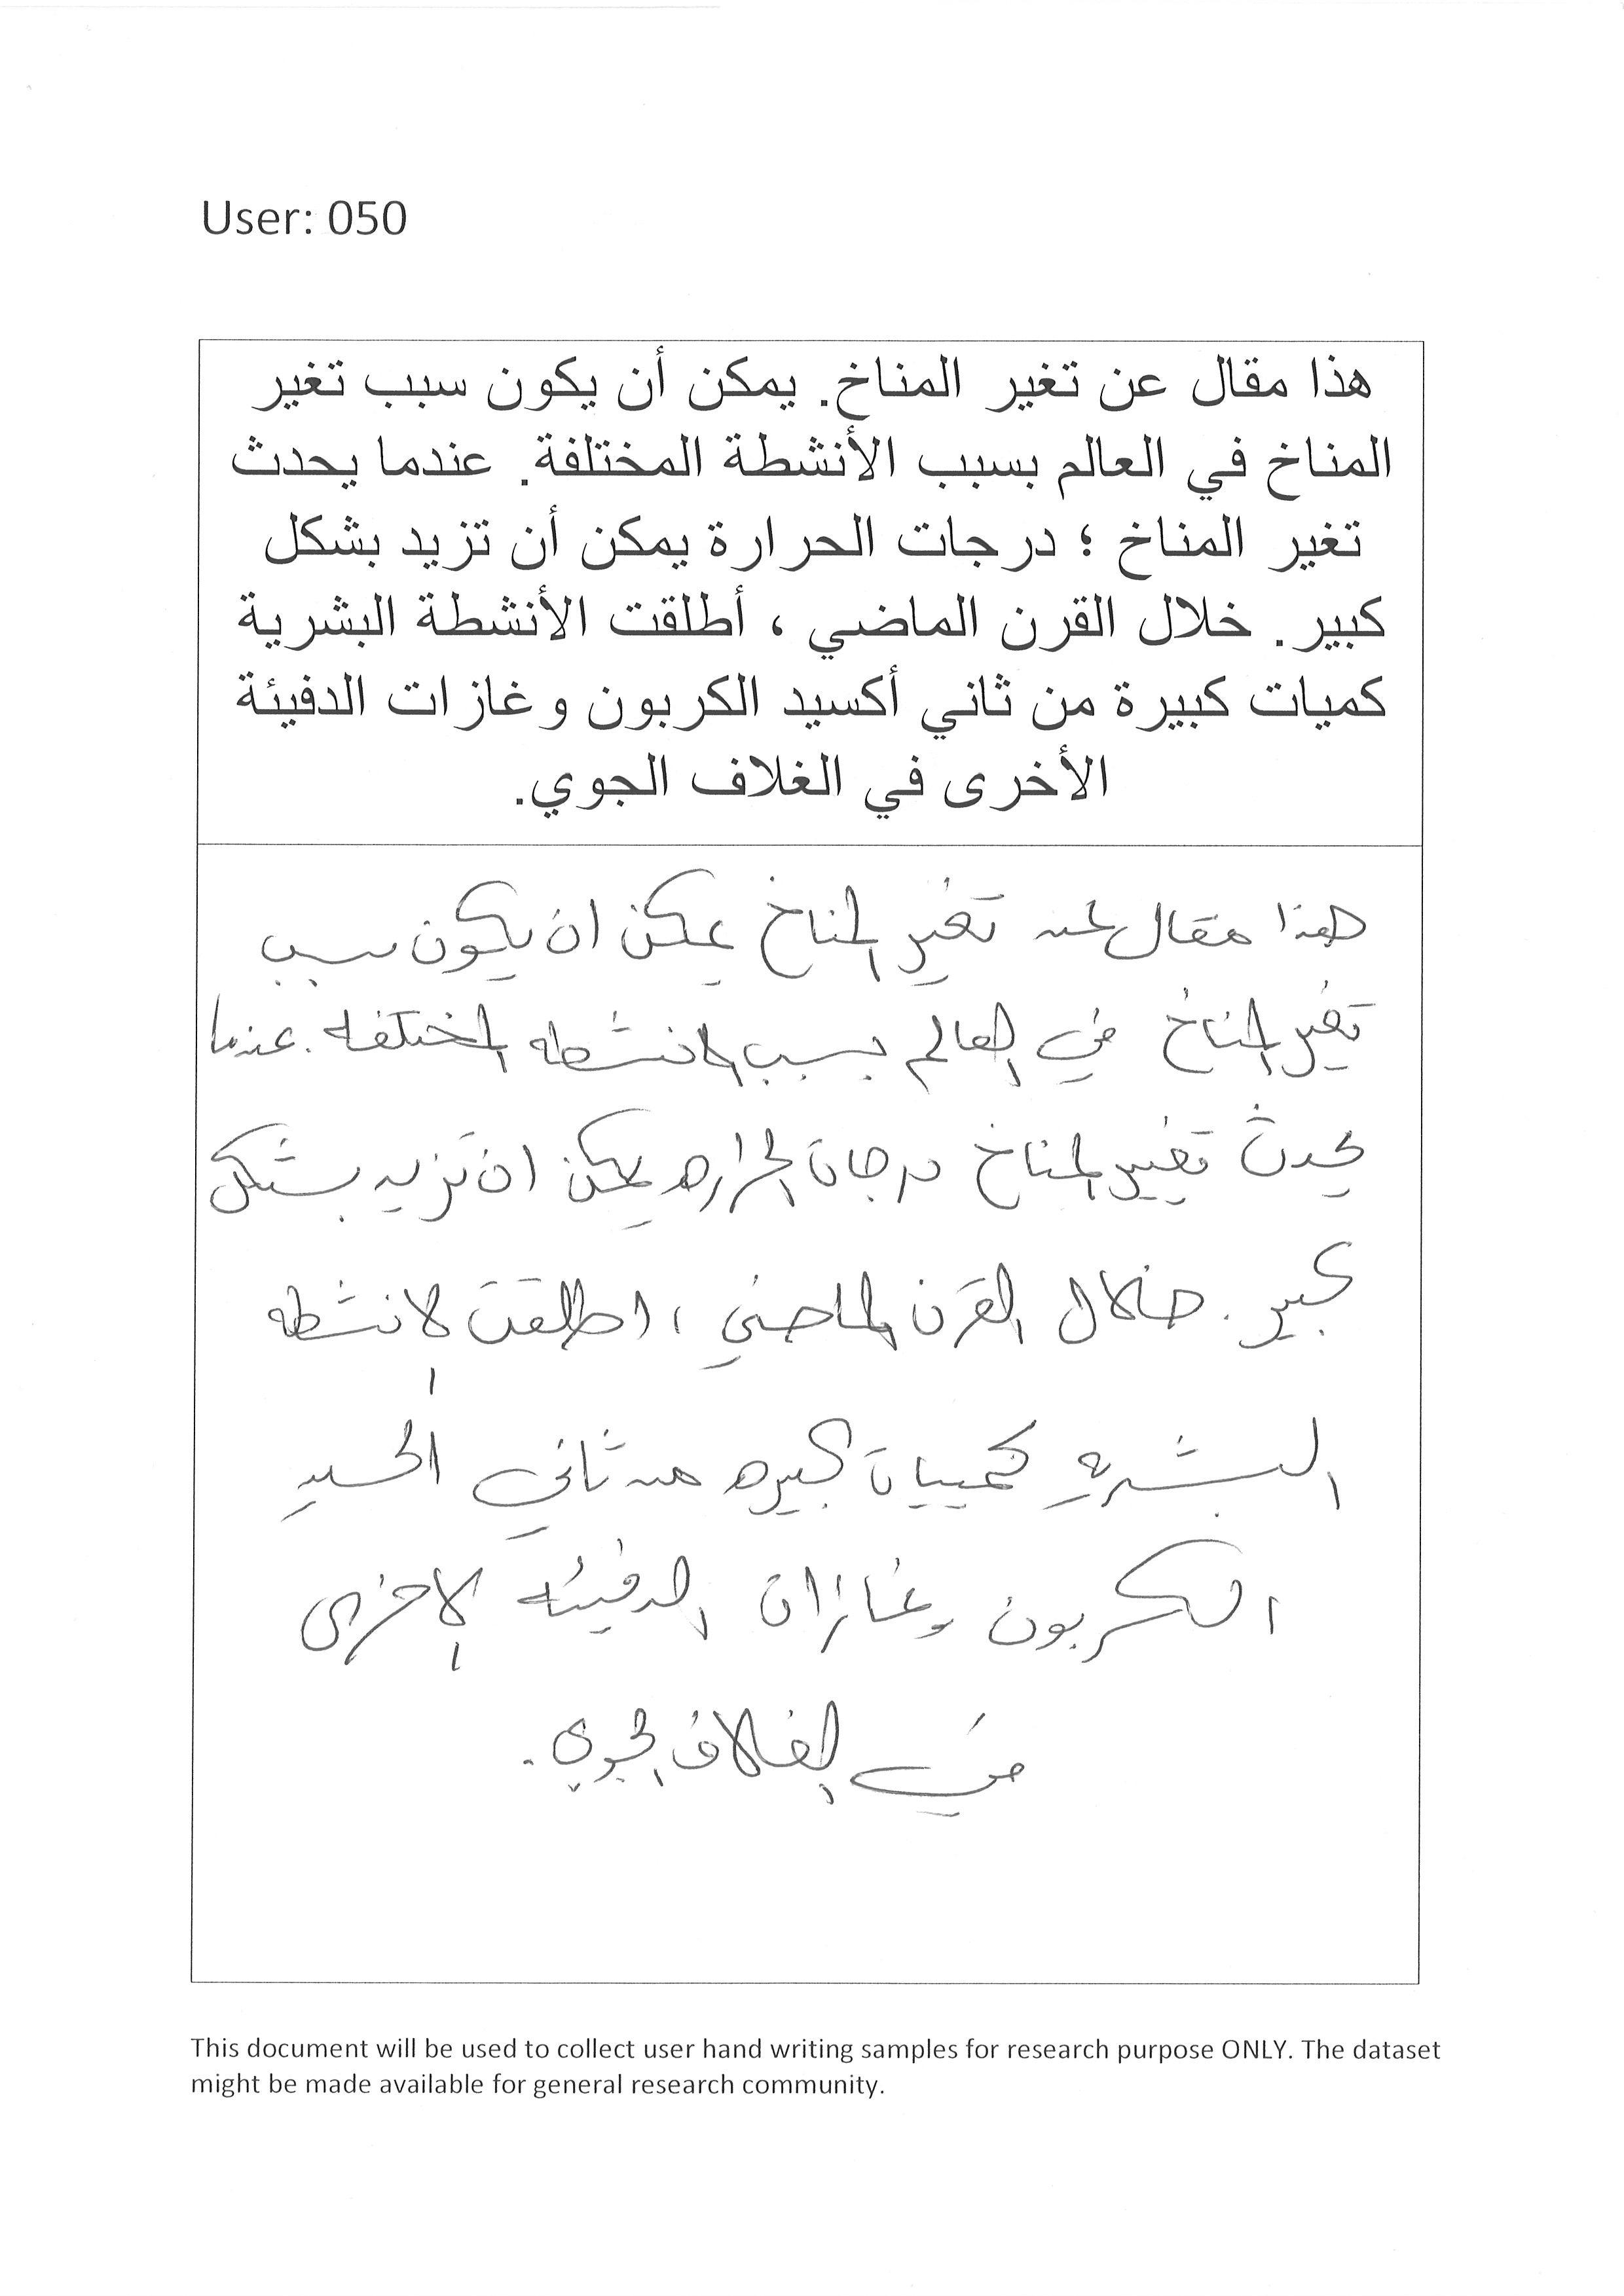 User: 050
هذا مقال عن تغير المناخ. يمكن أن يكون سبب تغير
المناخ في العالم بسبب الأنشطة المختلفة. عندما يحدث
تغير المناخ ؛ درجات الحرارة يمكن أن تزيد بشكل
كبير. خلال القرن الماضي ، أطلقت الأنشطة البشرية
كميات كبيرة من ثاني أكسيد الكربون وغازات الدفيئة
الأخرى في الغلاف الجوي.
هذا مقال عن تغير المناخ يمكن ان يكون سبب
تغير المناخ في العالم بسبب الانشطه المختلفه . عندما
يحدث تغيير المناخ درجات الحراره يمكن ان تزيد بشكل
كبير . خلال القرن الماضي ، اطلقت الانشطه
البشريه كميات كبيره من ثاني اكسيد
الكربون وغازات الدفيئه الاخرى
في الغلاف الجوي .
This document will be used to collect user hand writing samples for research purpose ONLY. The dataset
might be made available for general research community.